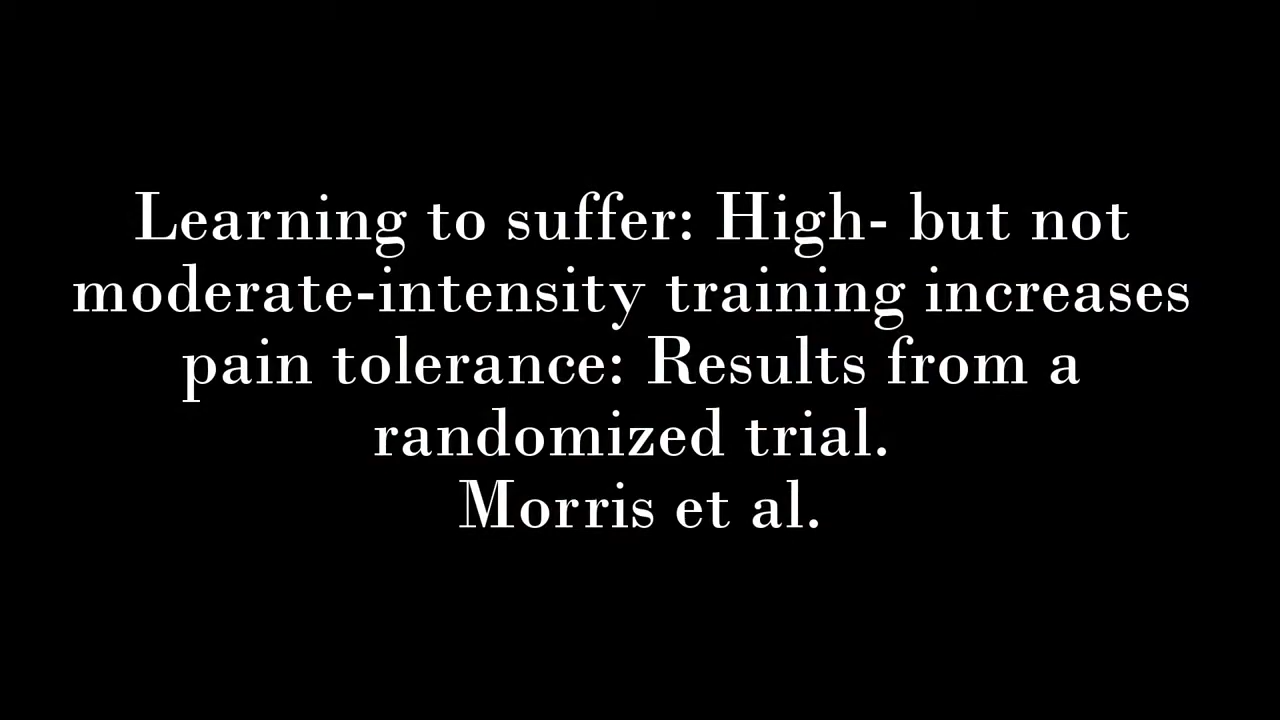 Learning to suffer: High- but not
moderate-intensity training increases
pain tolerance: Results from a
randomized trial.
Morris et al.